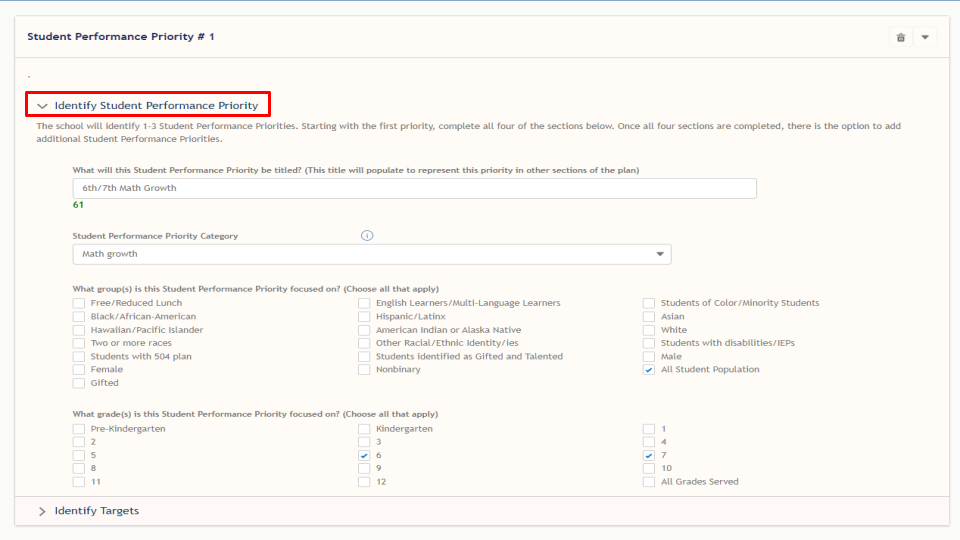 Student Performance Priority # 1
.
Identify Student Performance Priority
The school will identify 1-3 Student Performance Priorities. Starting with the first priority, complete all four of the sections below. Once all four sections are completed, there is the option to add
additional Student Performance Priorities.
What will this Student Performance Priority be titled? (This title will populate to represent this priority in other sections of the plan)
6th/7th Math Growth
61
Student Performance Priority Category
Math growth
What group(s) is this Student Performance Priority focused on? (Choose all that apply)
Free/Reduced Lunch English Learners/Multi-Language Learners Students of Color/Minority Students
Black/African-American Hispanic/Latinx Asian
Hawaiian/Pacific Islander American Indian or Alaska Native White
Two or more races Other Racial/Ethnic Identity/ies Students with disabilities/IEPs
Students with 504 plan Students identified as Gifted and Talented Male
Female Nonbinary All Student Population
Gifted
What grade(s) is this Student Performance Priority focused on? (Choose all that apply)
Pre-Kindergarten Kindergarten 1
2 3 4
5 6 7
8 9 10
11 12 All Grades Served
Identify Targets